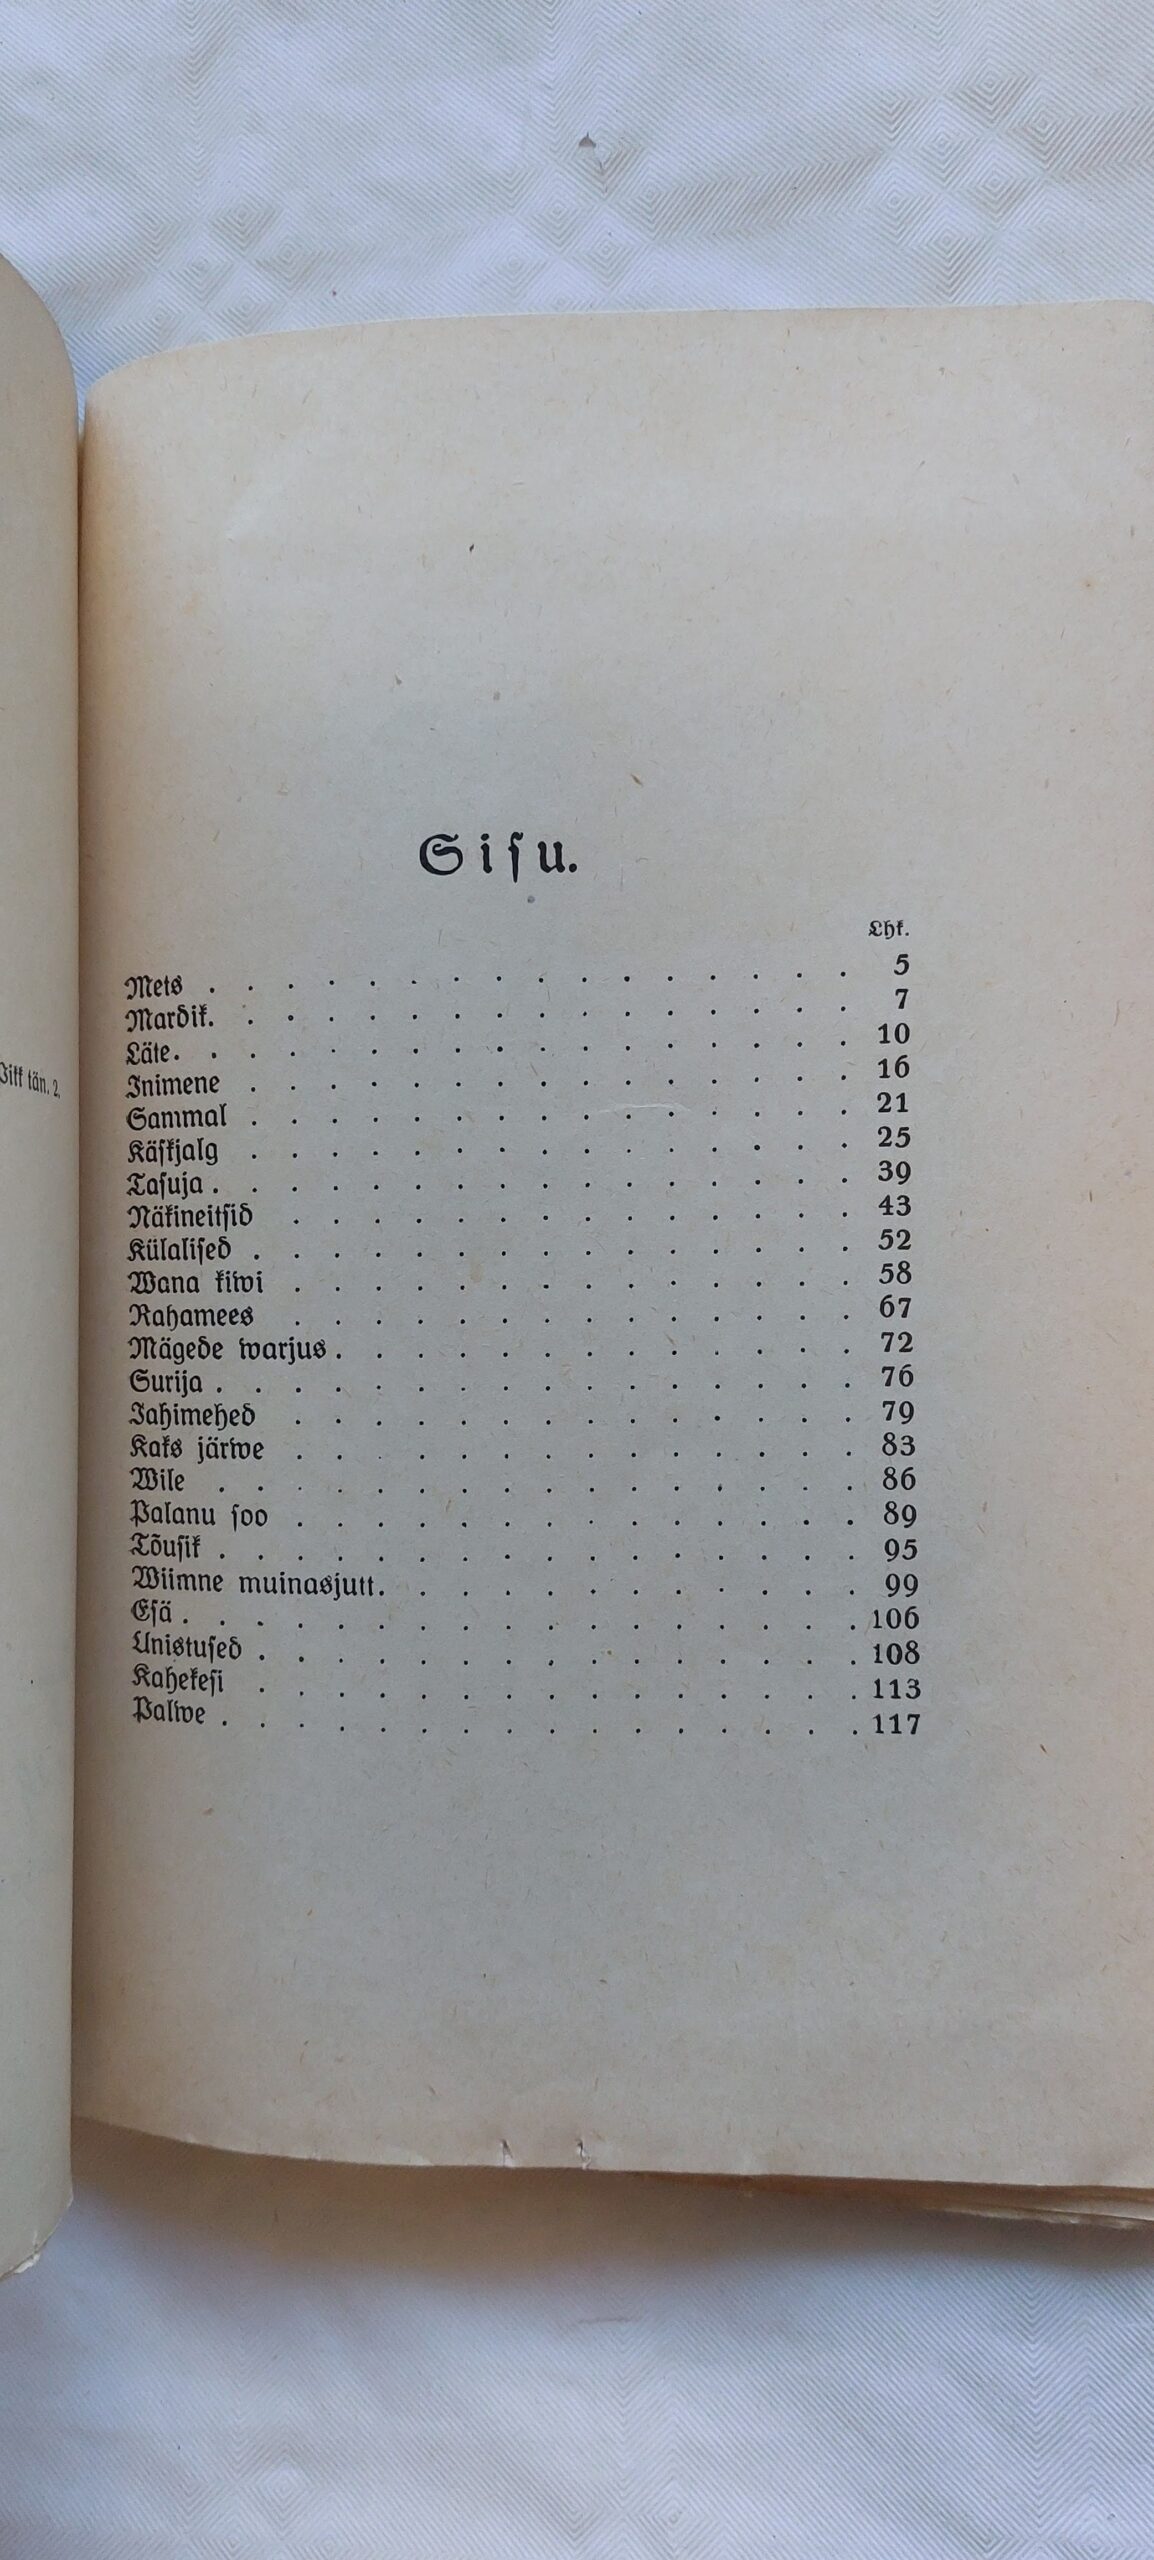 Sisu.
Lhk.
Mets . . . . . . . . . . . . . . . . 5
Mardik. . . . . . . . . . . . . . . . 7
Läte. . . . . . . . . . . . . . . . . 10
Inimene . . . . . . . . . . . . . . . 16
Sammal . . . . . . . . . . . . . . . 21
Käskjalg . . . . . . . . . . . . . . . 25
Tasuja . . . . . . . . . . . . . . . . 39
Näkineitsid . . . . . . . . . . . . . . 43
Külalised . . . . . . . . . . . . . . . 52
Wana kiwi . . . . . . . . . . . . . . 58
Rahamees . . . . . . . . . . . . . . 67
Mägede warjus . . . . . . . . . . . . . 72
Surija . . . . . . . . . . . . . . . . 76
Jahimehed . . . . . . . . . . . . . . 79
Kaks järwe . . . . . . . . . . . . . . 83
Wile . . . . . . . . . . . . . . . . 86
Palanu soo . . . . . . . . . . . . . . 89
Tõusik . . . . . . . . . . . . . . . . 95
Wiimne muinasjutt. . . . . . . . . . . . 99
Esä . . . . . . . . . . . . . . . . . 106
Unistused . . . . . . . . . . . . . . . 108
Kahekesi . . . . . . . . . . . . . . . 113
Palwe . . . . . . . . . . . . . . . . 117
tän. 2.